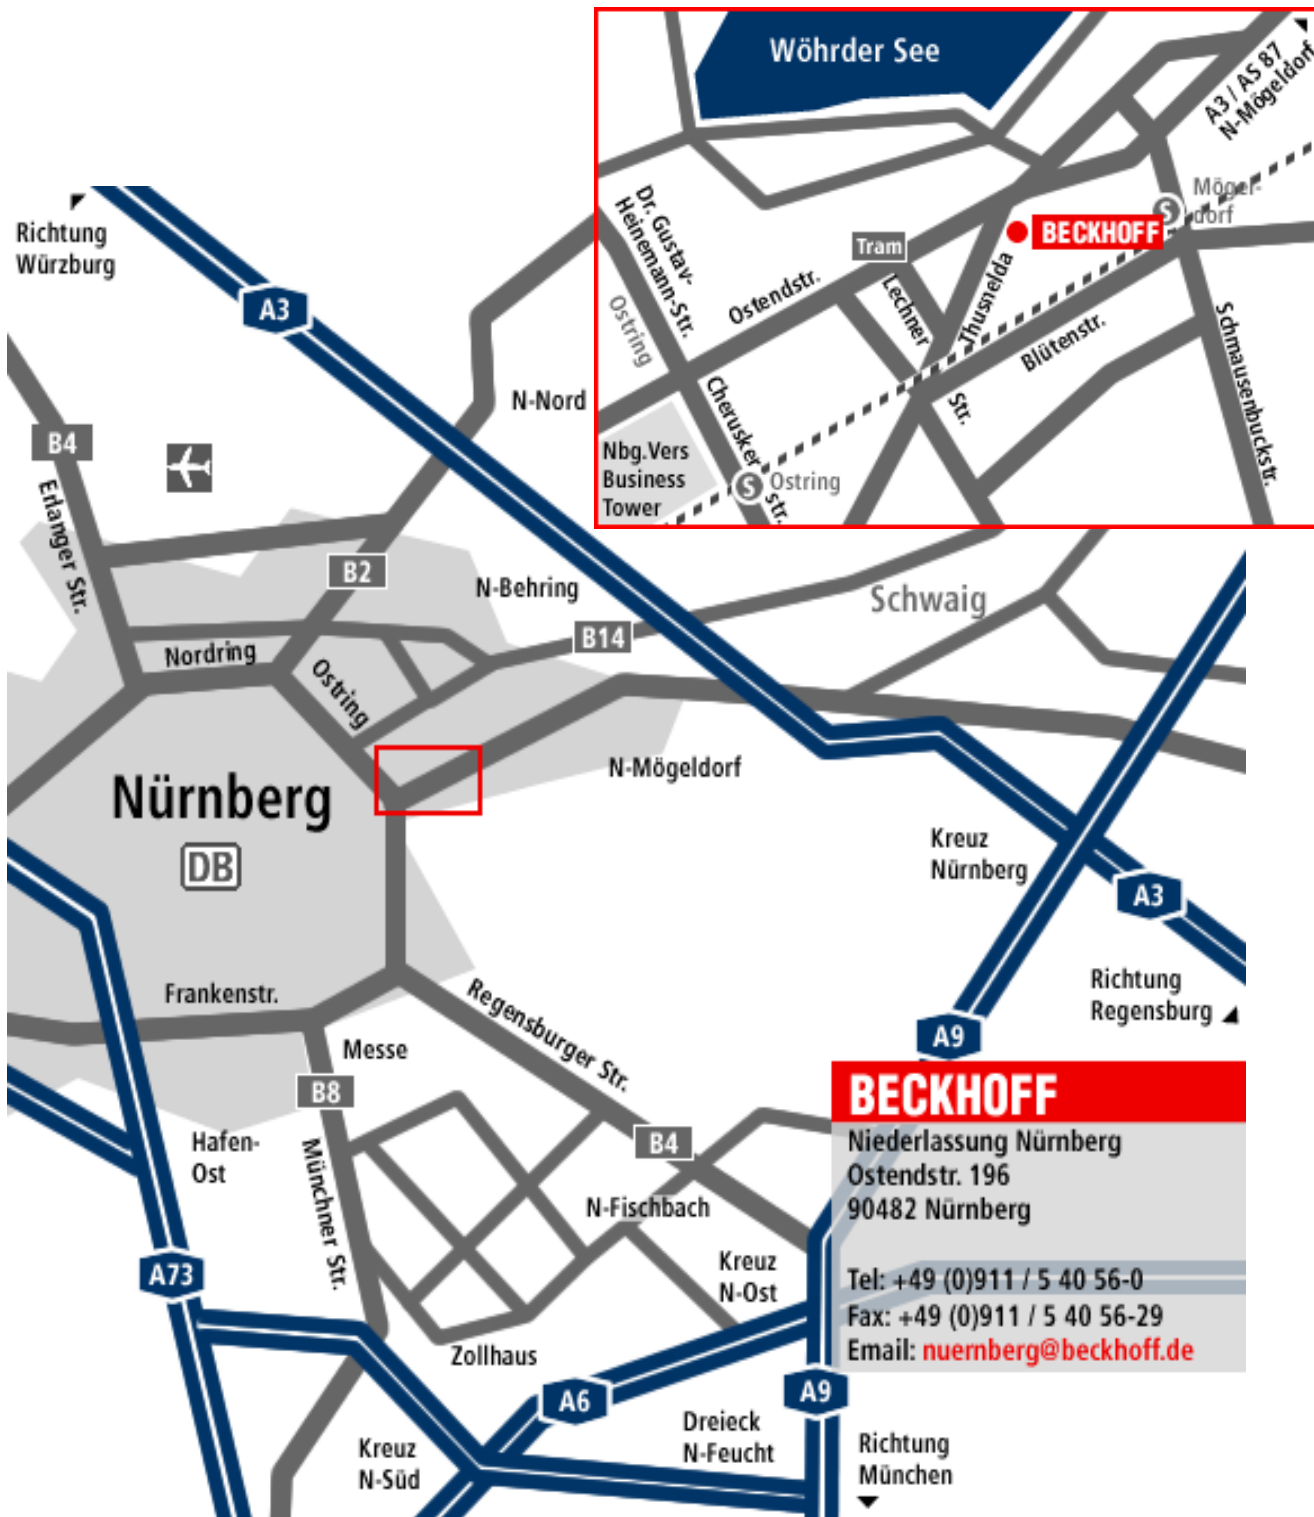 Wöhrder See
A3 / AS 87
N-Mögeldorf
Mögel-
dorf
S
BECKHOFF
Dr. Gustav-
Heinemann-Str.
Tram
Ostendstr.
Lechner
Str.
Thusnelda
Ostring
Blütenstr.
Schmausenbuckstr.
Cherusker
str.
Nbg.Vers
Business
Tower
S
Ostring
Richtung
Würzburg
A3
N-Nord
B4
Erlanger Str.
B2
N-Behring
B14
Schwaig
Nordring
Ostring
N-Mögeldorf
Nürnberg
DB
Kreuz
Nürnberg
A3
Richtung
Regensburg
Frankenstr.
Regensburger Str.
A9
Messe
B8
Hafen-
Ost
Münchner Str.
B4
N-Fischbach
A73
Kreuz
N-Ost
Zollhaus
A6
A9
Kreuz
N-Süd
Dreieck
N-Feucht
Richtung
München
BECKHOFF
Niederlassung Nürnberg
Ostendstr. 196
90482 Nürnberg
Tel: +49 (0)911 / 5 40 56-0
Fax: +49 (0)911 / 5 40 56-29
Email: nuernberg@beckhoff.de